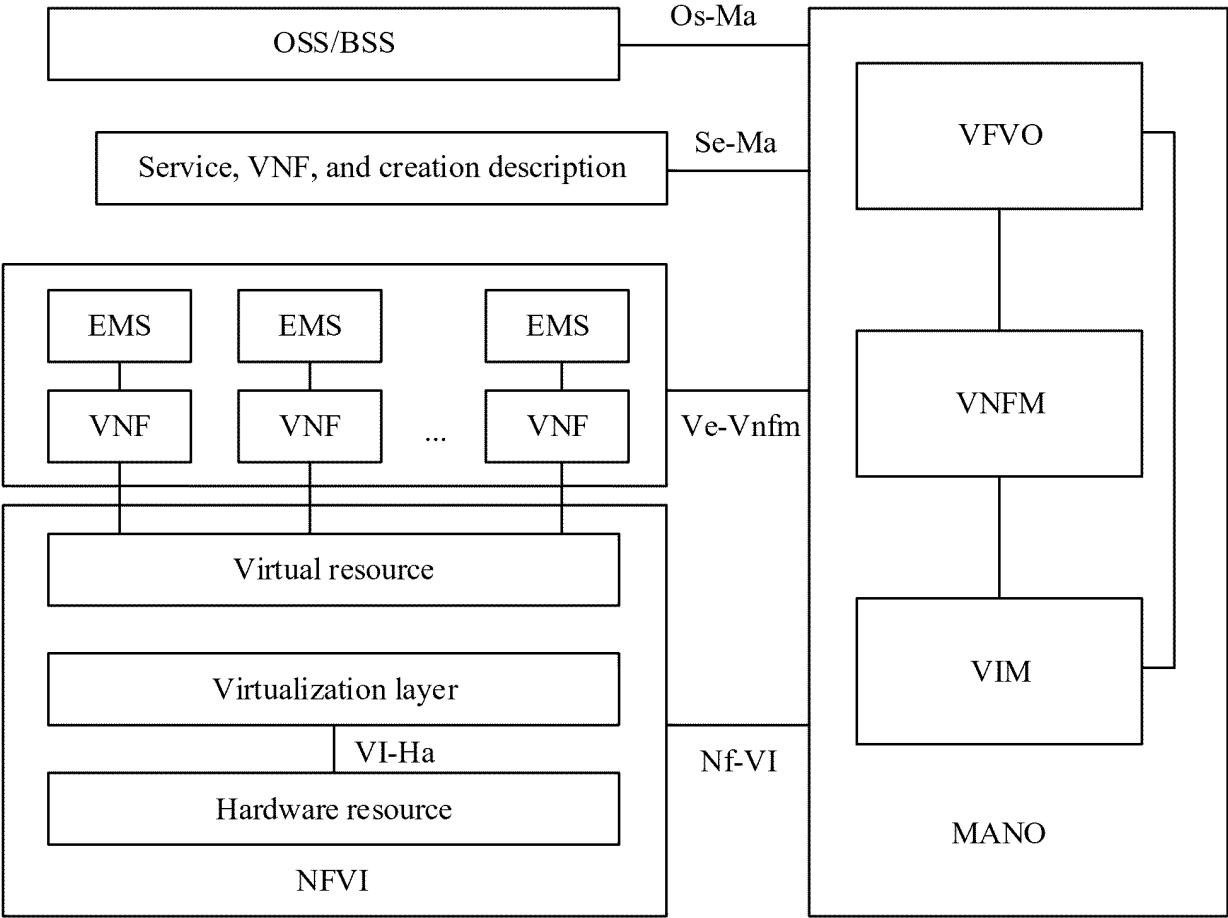 OSS/BSS
Os-Ma
Service, VNF, and creation description
Se-Ma
EMS
EMS
EMS
VNF
VNF
...
VNF
Ve-Vnfm
Virtual resource
Virtualization layer
VI-Ha
Hardware resource
NFVI
Nf-VI
VFVO
VNFM
VIM
MANO